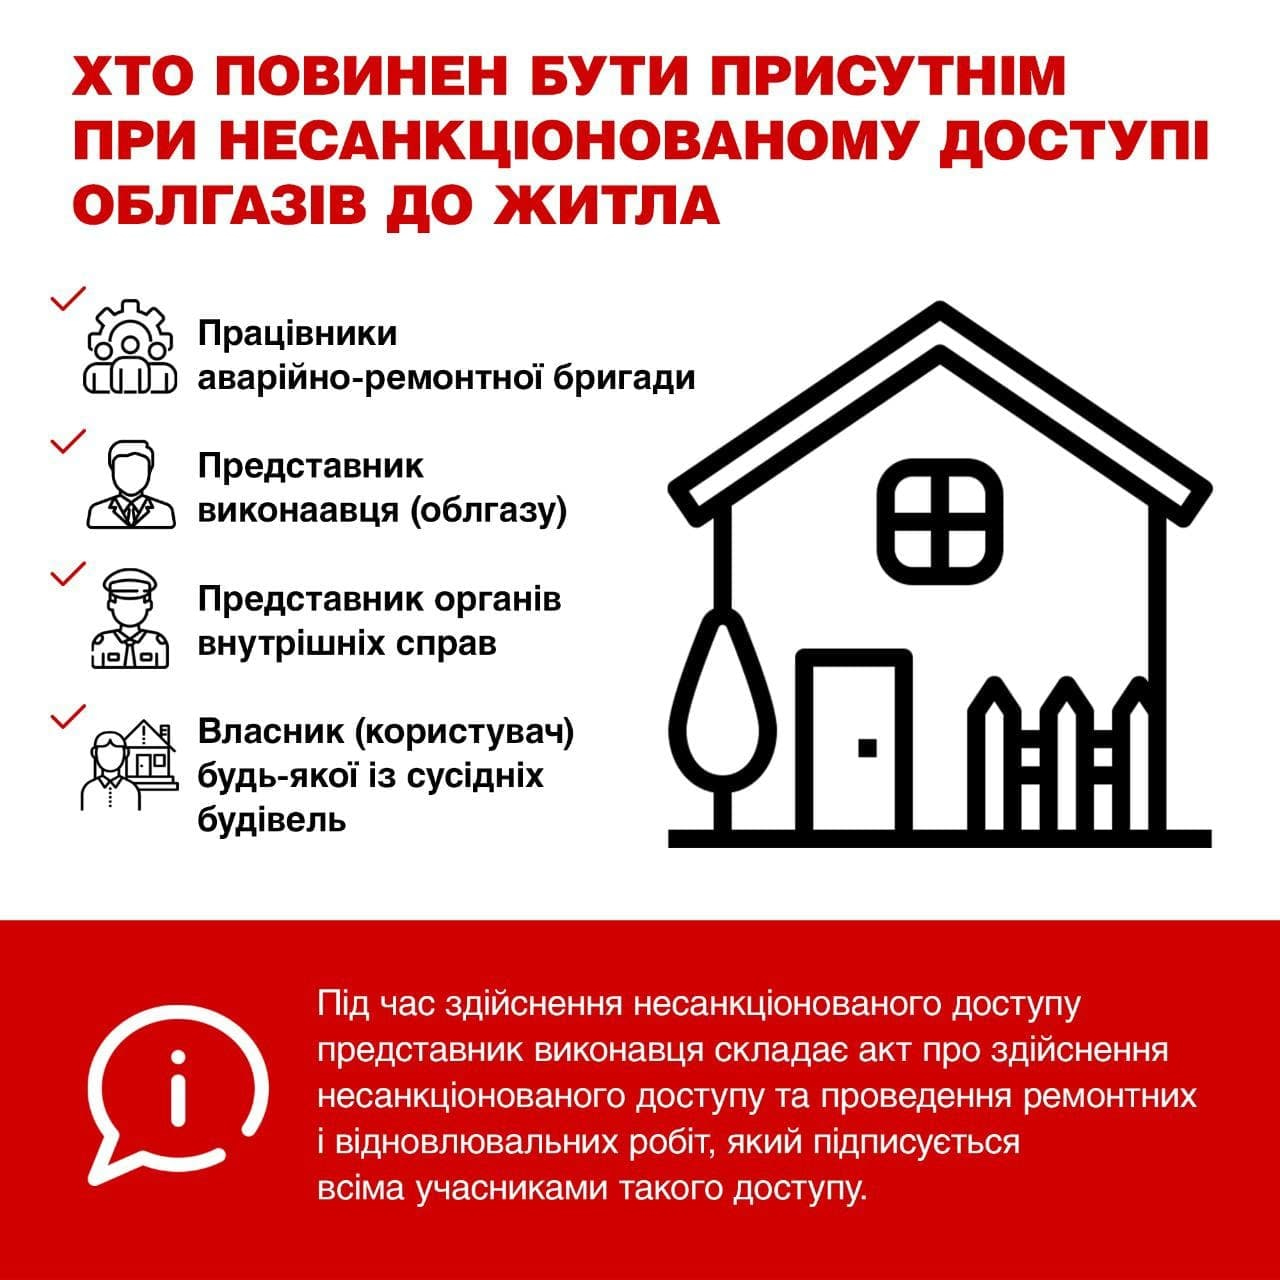 ХТО ПОВИНЕН БУТИ ПРИСУТНІМ
ПРИ НЕСАНКЦІОНОВАНОМУ ДОСТУПІ
ОБЛГАЗІВ ДО ЖИТЛА
Працівники
аварійно-ремонтної бригади
Представник
виконаавця (облгазу)
Представник органів
внутрішніх справ
Власник (користувач)
будь-якої із сусідніх
будівель
Під час здійснення несанкціонованого доступу
представник виконавця складає акт про здійснення
несанкціонованого доступу та проведення ремонтних
і відновлювальних робіт, який підписується
всіма учасниками такого доступу.